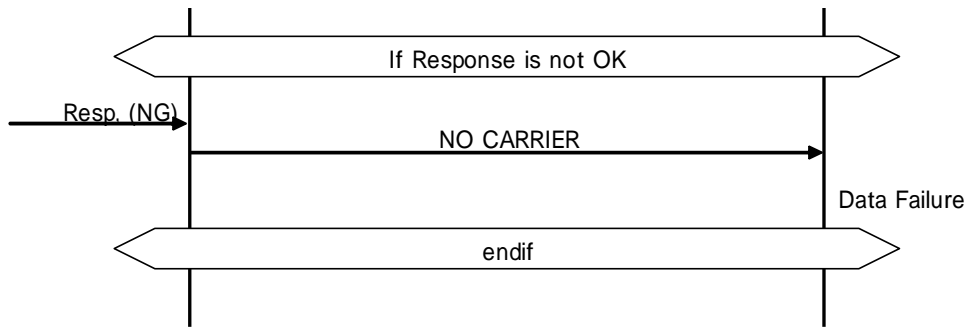 If Response is not OK
Resp. (NG)
NO CARRIER
Data Failure
endif